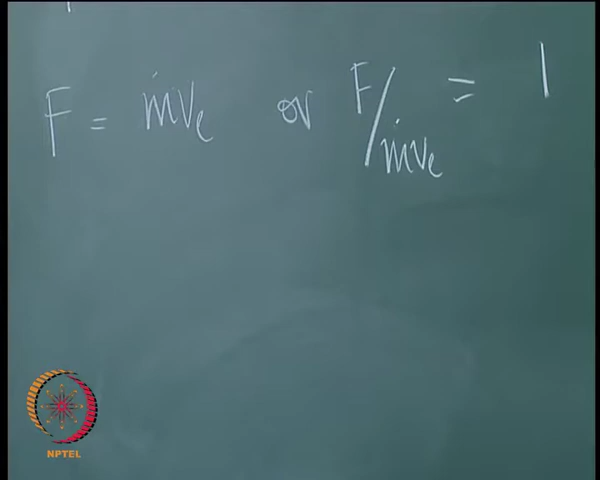 F = ṁve or F/ṁve = 1
NPTEL